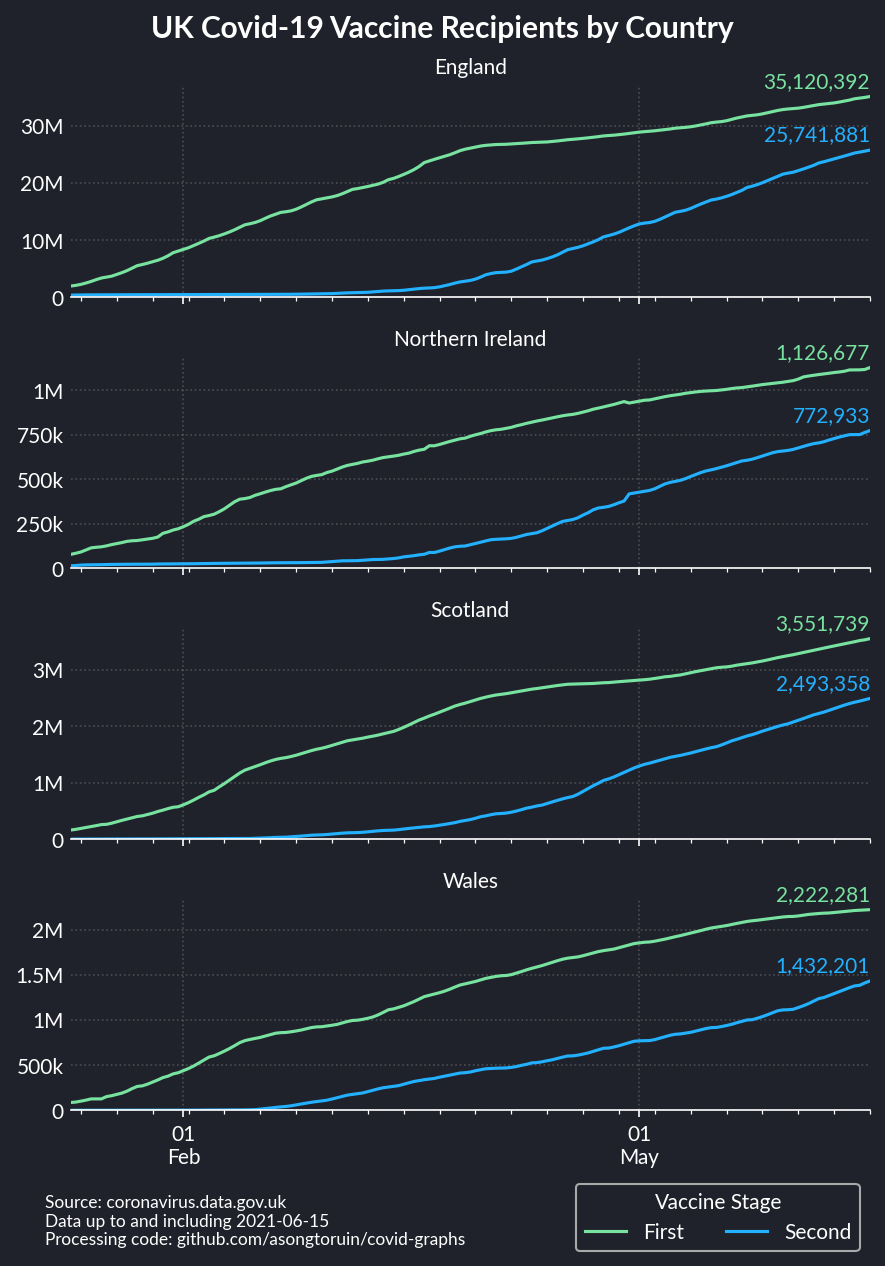 UK Covid-19 Vaccine Recipients by Country
England
35,120,392
25,741,881
30M
20M
10M
0
Northern Ireland
1,126,677
772,933
1M
750k
500k
250k
0
Scotland
3,551,739
2,493,358
3M
2M
1M
0
Wales
2,222,281
1,432,201
2M
1.5M
1M
500k
0
01
Feb
01
May
Source: coronavirus.data.gov.uk
Data up to and including 2021-06-15
Processing code: github.com/asongtoruin/covid-graphs
Vaccine Stage
First
Second